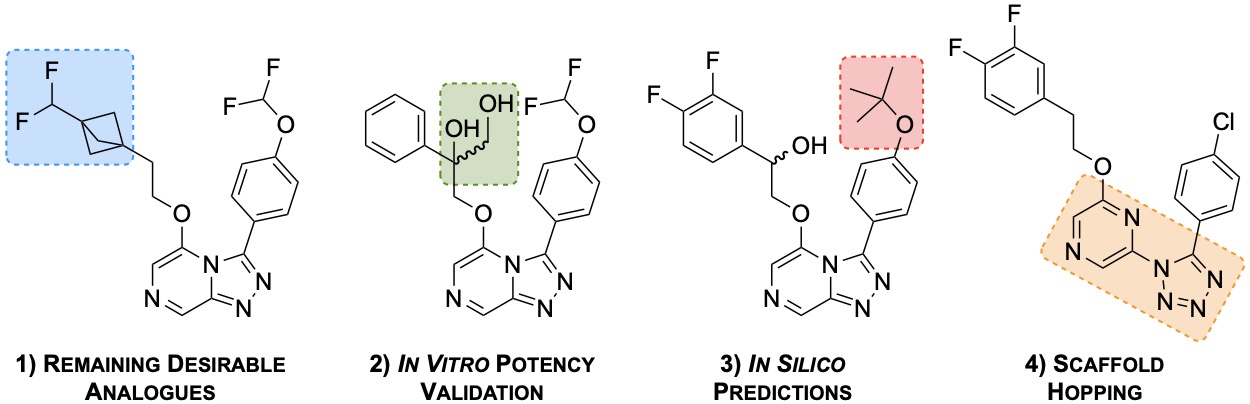 F
F
F
F
O
O
N
N
N
N
OH
OH
F
F
O
O
N
N
N
N
F
F
OH
O
O
N
N
N
N
F
F
Cl
O
N
N
N
N
N
N
1) REMAINING DESIRABLE
ANALOGUES
2) IN VITRO POTENCY
VALIDATION
3) IN SILICO
PREDICTIONS
4) SCAFFOLD
HOPPING